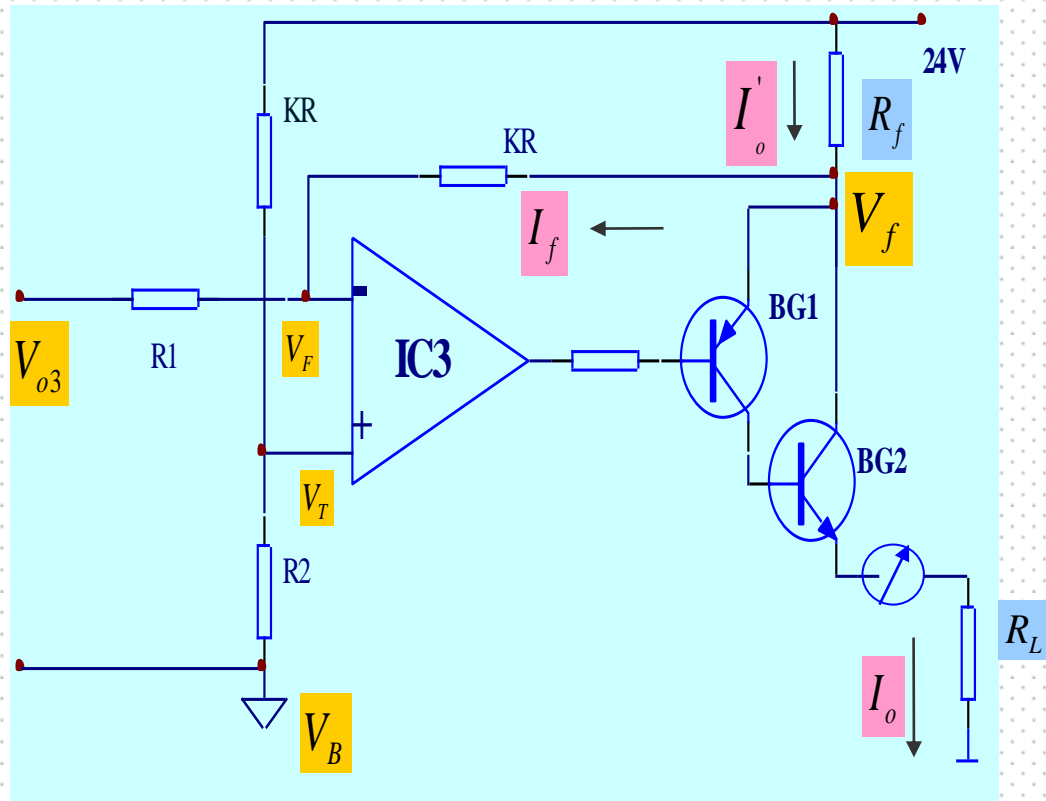 24V
KR
KR
I'o
Rf
If
Vf
BG1
Vo3
R1
VF
IC3
-
+
BG2
VT
R2
RL
Io
VB